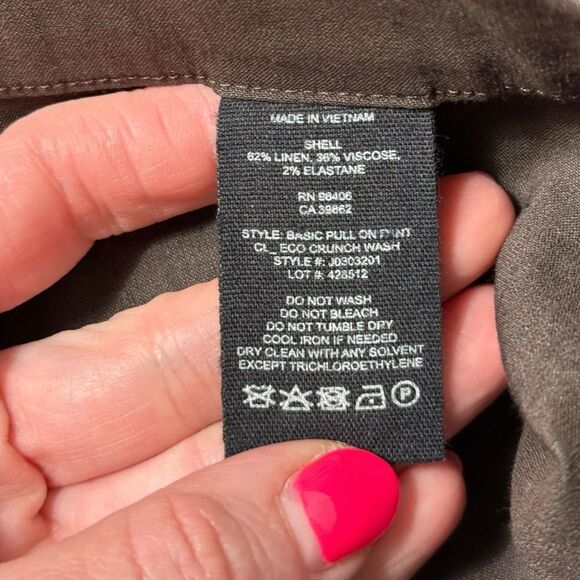 MADE IN VIETNAM
SHELL
62% LINEN, 36% VISCOSE,
2% ELASTANE
RN 98406
CA 39862
STYLE: BASIC PULL ON PANT
CL_ ECO CRUNCH WASH
STYLE #: J0303201
LOT #: 428512
DO NOT WASH
DO NOT BLEACH
DO NOT TUMBLE DRY
COOL IRON IF NEEDED
DRY CLEAN WITH ANY SOLVENT
EXCEPT TRICHLOROETHYLENE
P